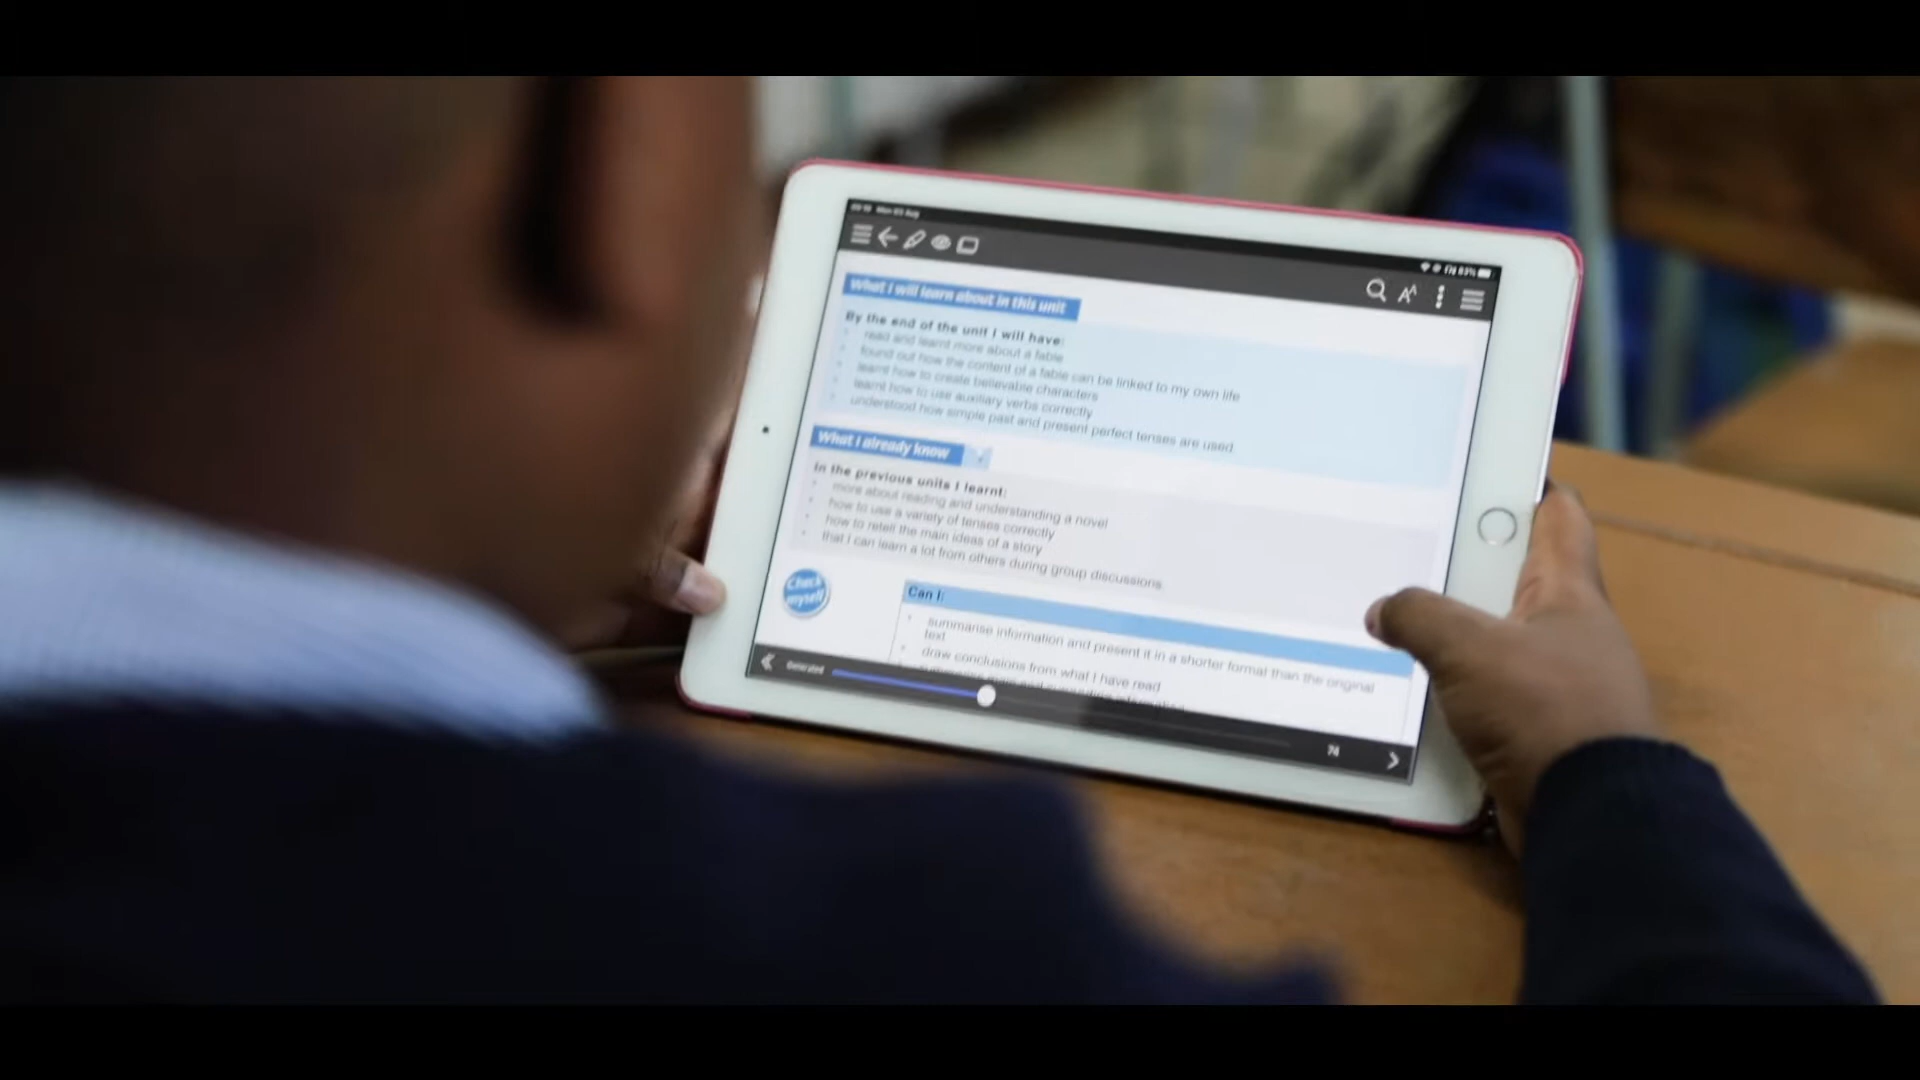 Mon 03 Aug
83%
What I will learn about in this unit
By the end of the unit I will have:
read and learnt more about a fable
found out how the content of a fable can be linked to my own life
learnt how to create believable characters
learnt how to use auxiliary verbs correctly
understood how simple past and present perfect tenses are used
What I already know
In the previous units I learnt:
more about reading and understanding a novel
how to use a variety of tenses correctly
how to retell the main ideas of a story
that I can learn a lot from others during group discussions.
Check
myself
Can I:
summarise information and present it in a shorter format than the original
text
draw conclusions from what I have read
Generated
74